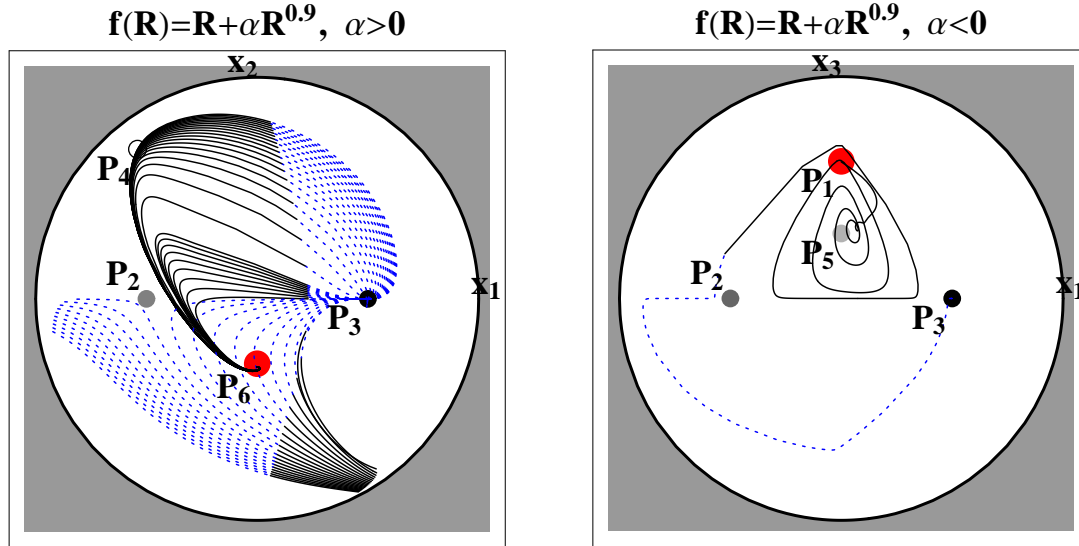 f(R)=R+αR^0.9, α>0
x₂
P₄
P₂
x₁
P₃
P₆
f(R)=R+αR^0.9, α<0
x₃
P₁
P₅
P₂
x₁
P₃